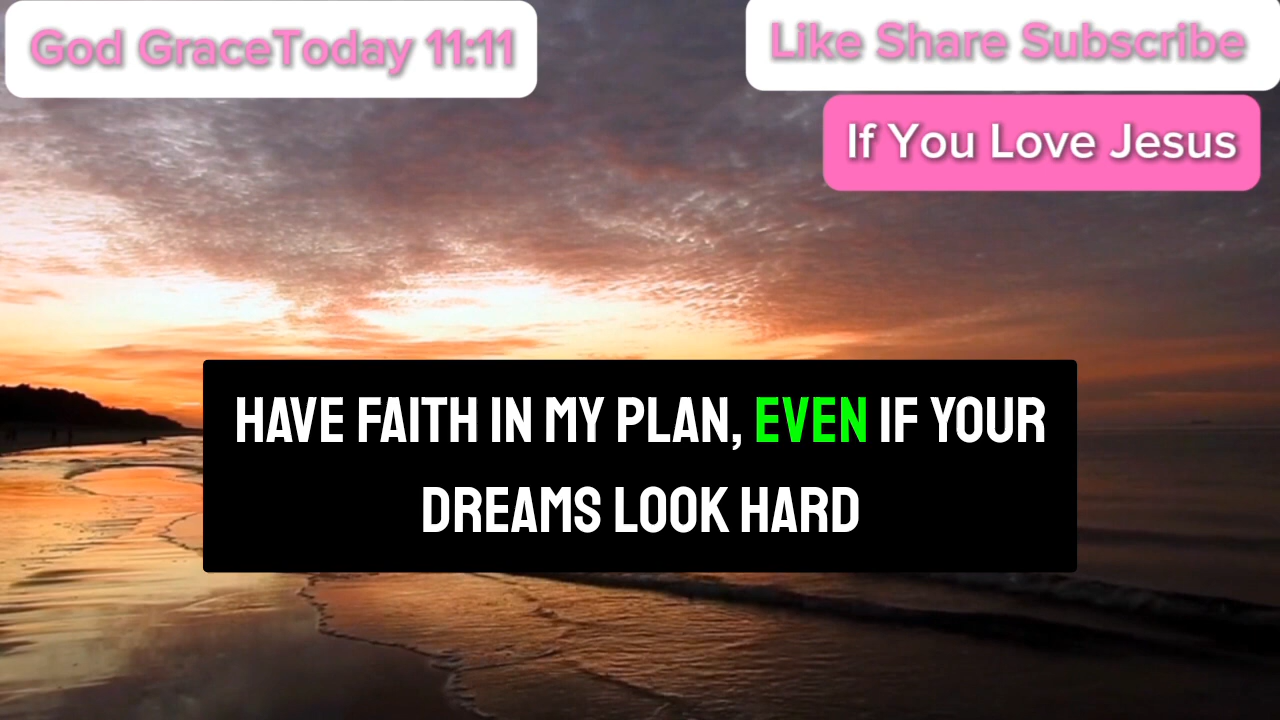 God GraceToday 11:11
Like Share Subscribe
If You Love Jesus
HAVE FAITH IN MY PLAN, EVEN IF YOUR
DREAMS LOOK HARD